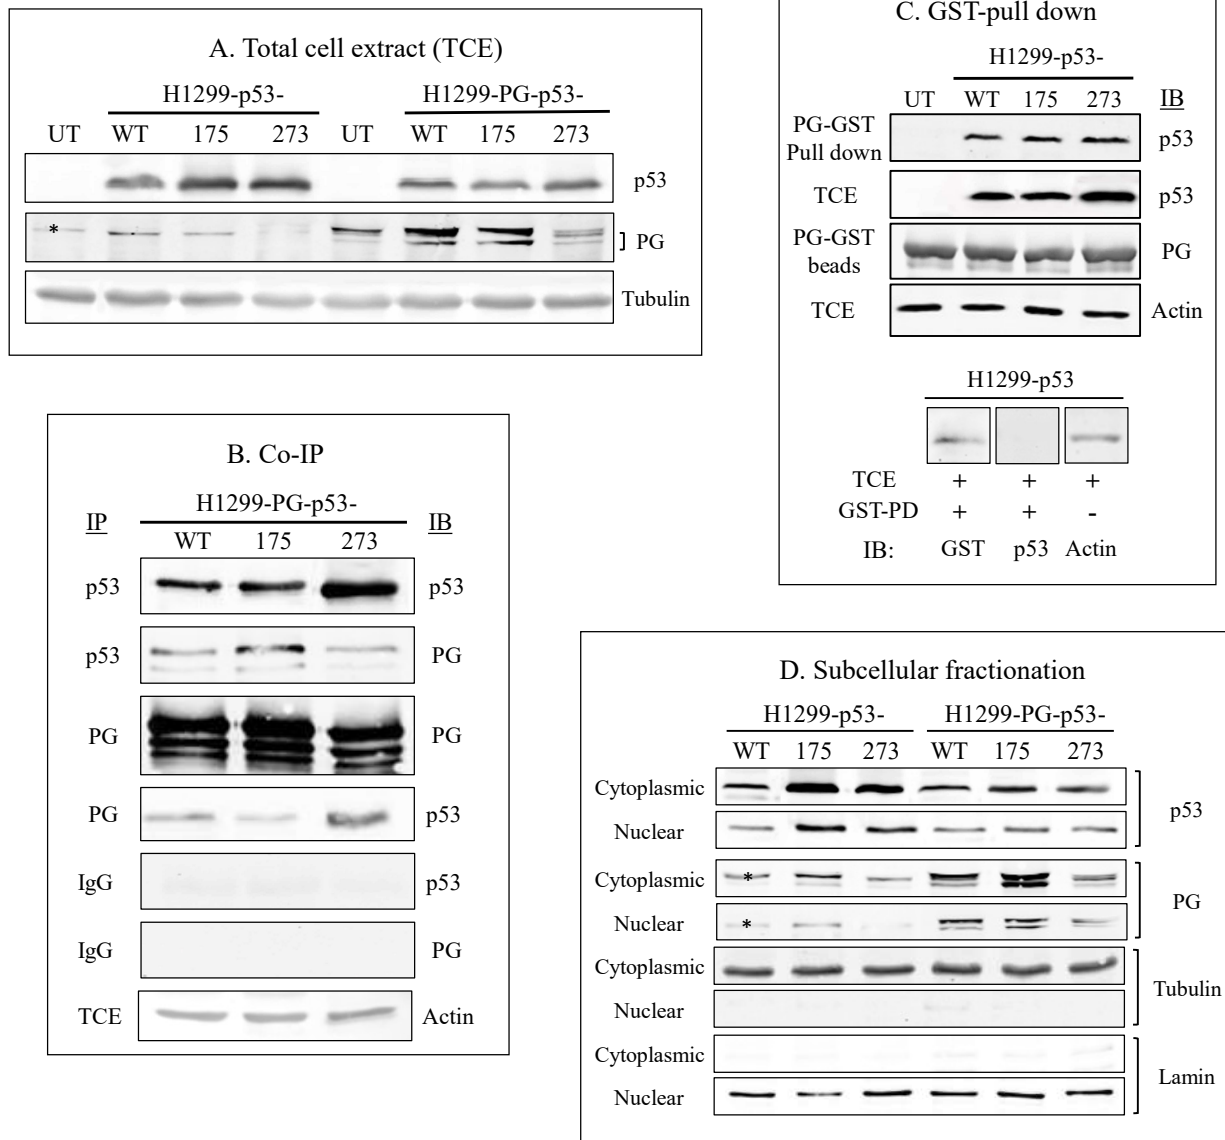 A. Total cell extract (TCE)
H1299-p53- H1299-PG-p53-
UT WT 175 273 UT WT 175 273
p53
* PG
Tubulin
B. Co-IP
H1299-PG-p53-
IP IB
WT 175 273
p53 p53
p53 PG
PG PG
PG p53
IgG p53
IgG PG
TCE Actin
C. GST-pull down
H1299-p53-
UT WT 175 273 IB
PG-GST
Pull down p53
TCE p53
PG-GST
beads PG
TCE Actin
H1299-p53
TCE + + +
GST-PD + + -
IB: GST p53 Actin
D. Subcellular fractionation
H1299-p53- H1299-PG-p53-
WT 175 273 WT 175 273
Cytoplasmic
p53
Nuclear
Cytoplasmic *
PG
Nuclear *
Cytoplasmic
Tubulin
Nuclear
Cytoplasmic
Lamin
Nuclear